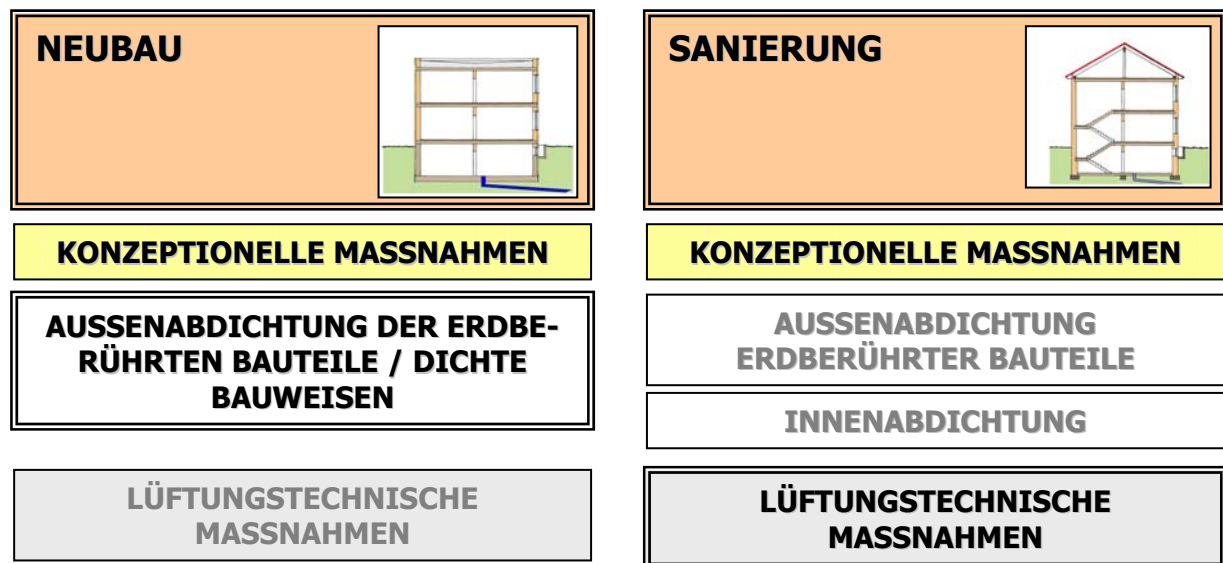 NEUBAU
KONZEPTIONELLE MASSNAHMEN
AUSSENABDICHTUNG DER ERDBE-
RÜHRTEN BAUTEILE / DICHTE
BAUWEISEN
LÜFTUNGSTECHNISCHE
MASSNAHMEN
SANIERUNG
KONZEPTIONELLE MASSNAHMEN
AUSSENABDICHTUNG
ERDBERÜHRTER BAUTEILE
INNENABDICHTUNG
LÜFTUNGSTECHNISCHE
MASSNAHMEN